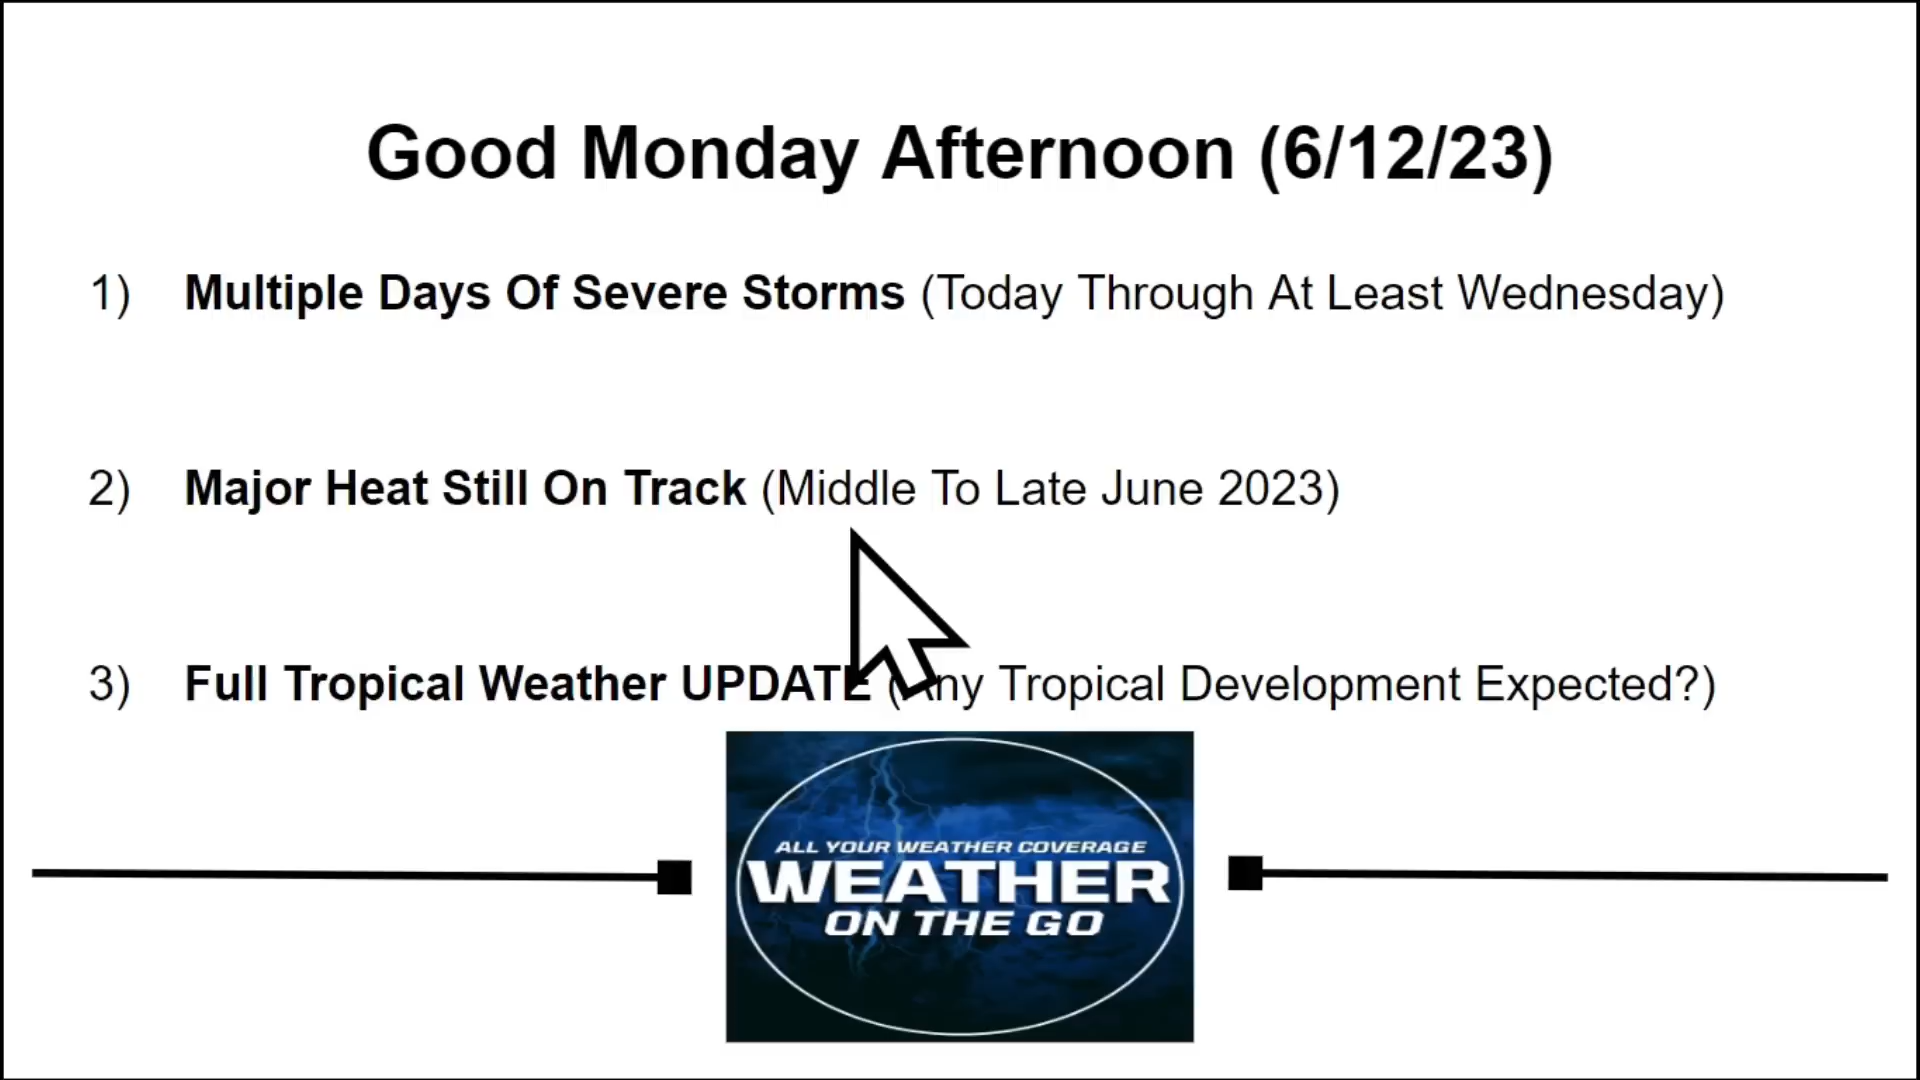 Good Monday Afternoon (6/12/23)
1) Multiple Days Of Severe Storms (Today Through At Least Wednesday)
2) Major Heat Still On Track (Middle To Late June 2023)
3) Full Tropical Weather UPDATE (Any Tropical Development Expected?)
ALL YOUR WEATHER COVERAGE
WEATHER
ON THE GO